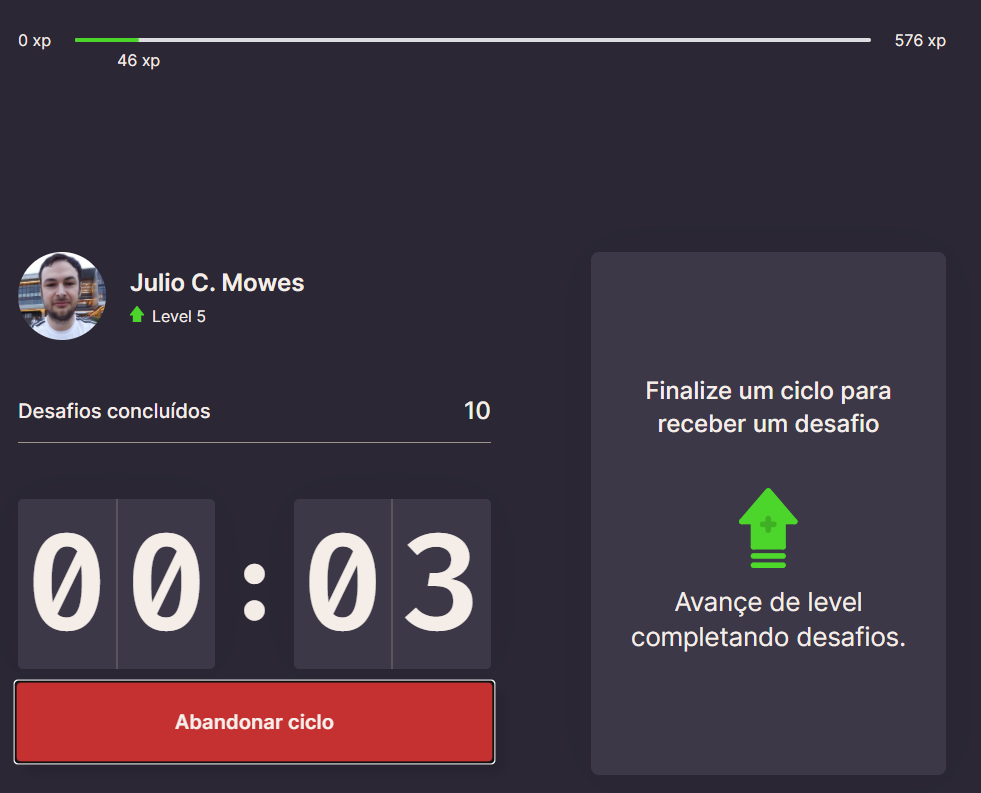 0 xp
576 xp
46 xp
Julio C. Mowes
Level 5
Desafios concluídos 10
00:03
Abandonar ciclo
Finalize um ciclo para
receber um desafio
Avançe de level
completando desafios.